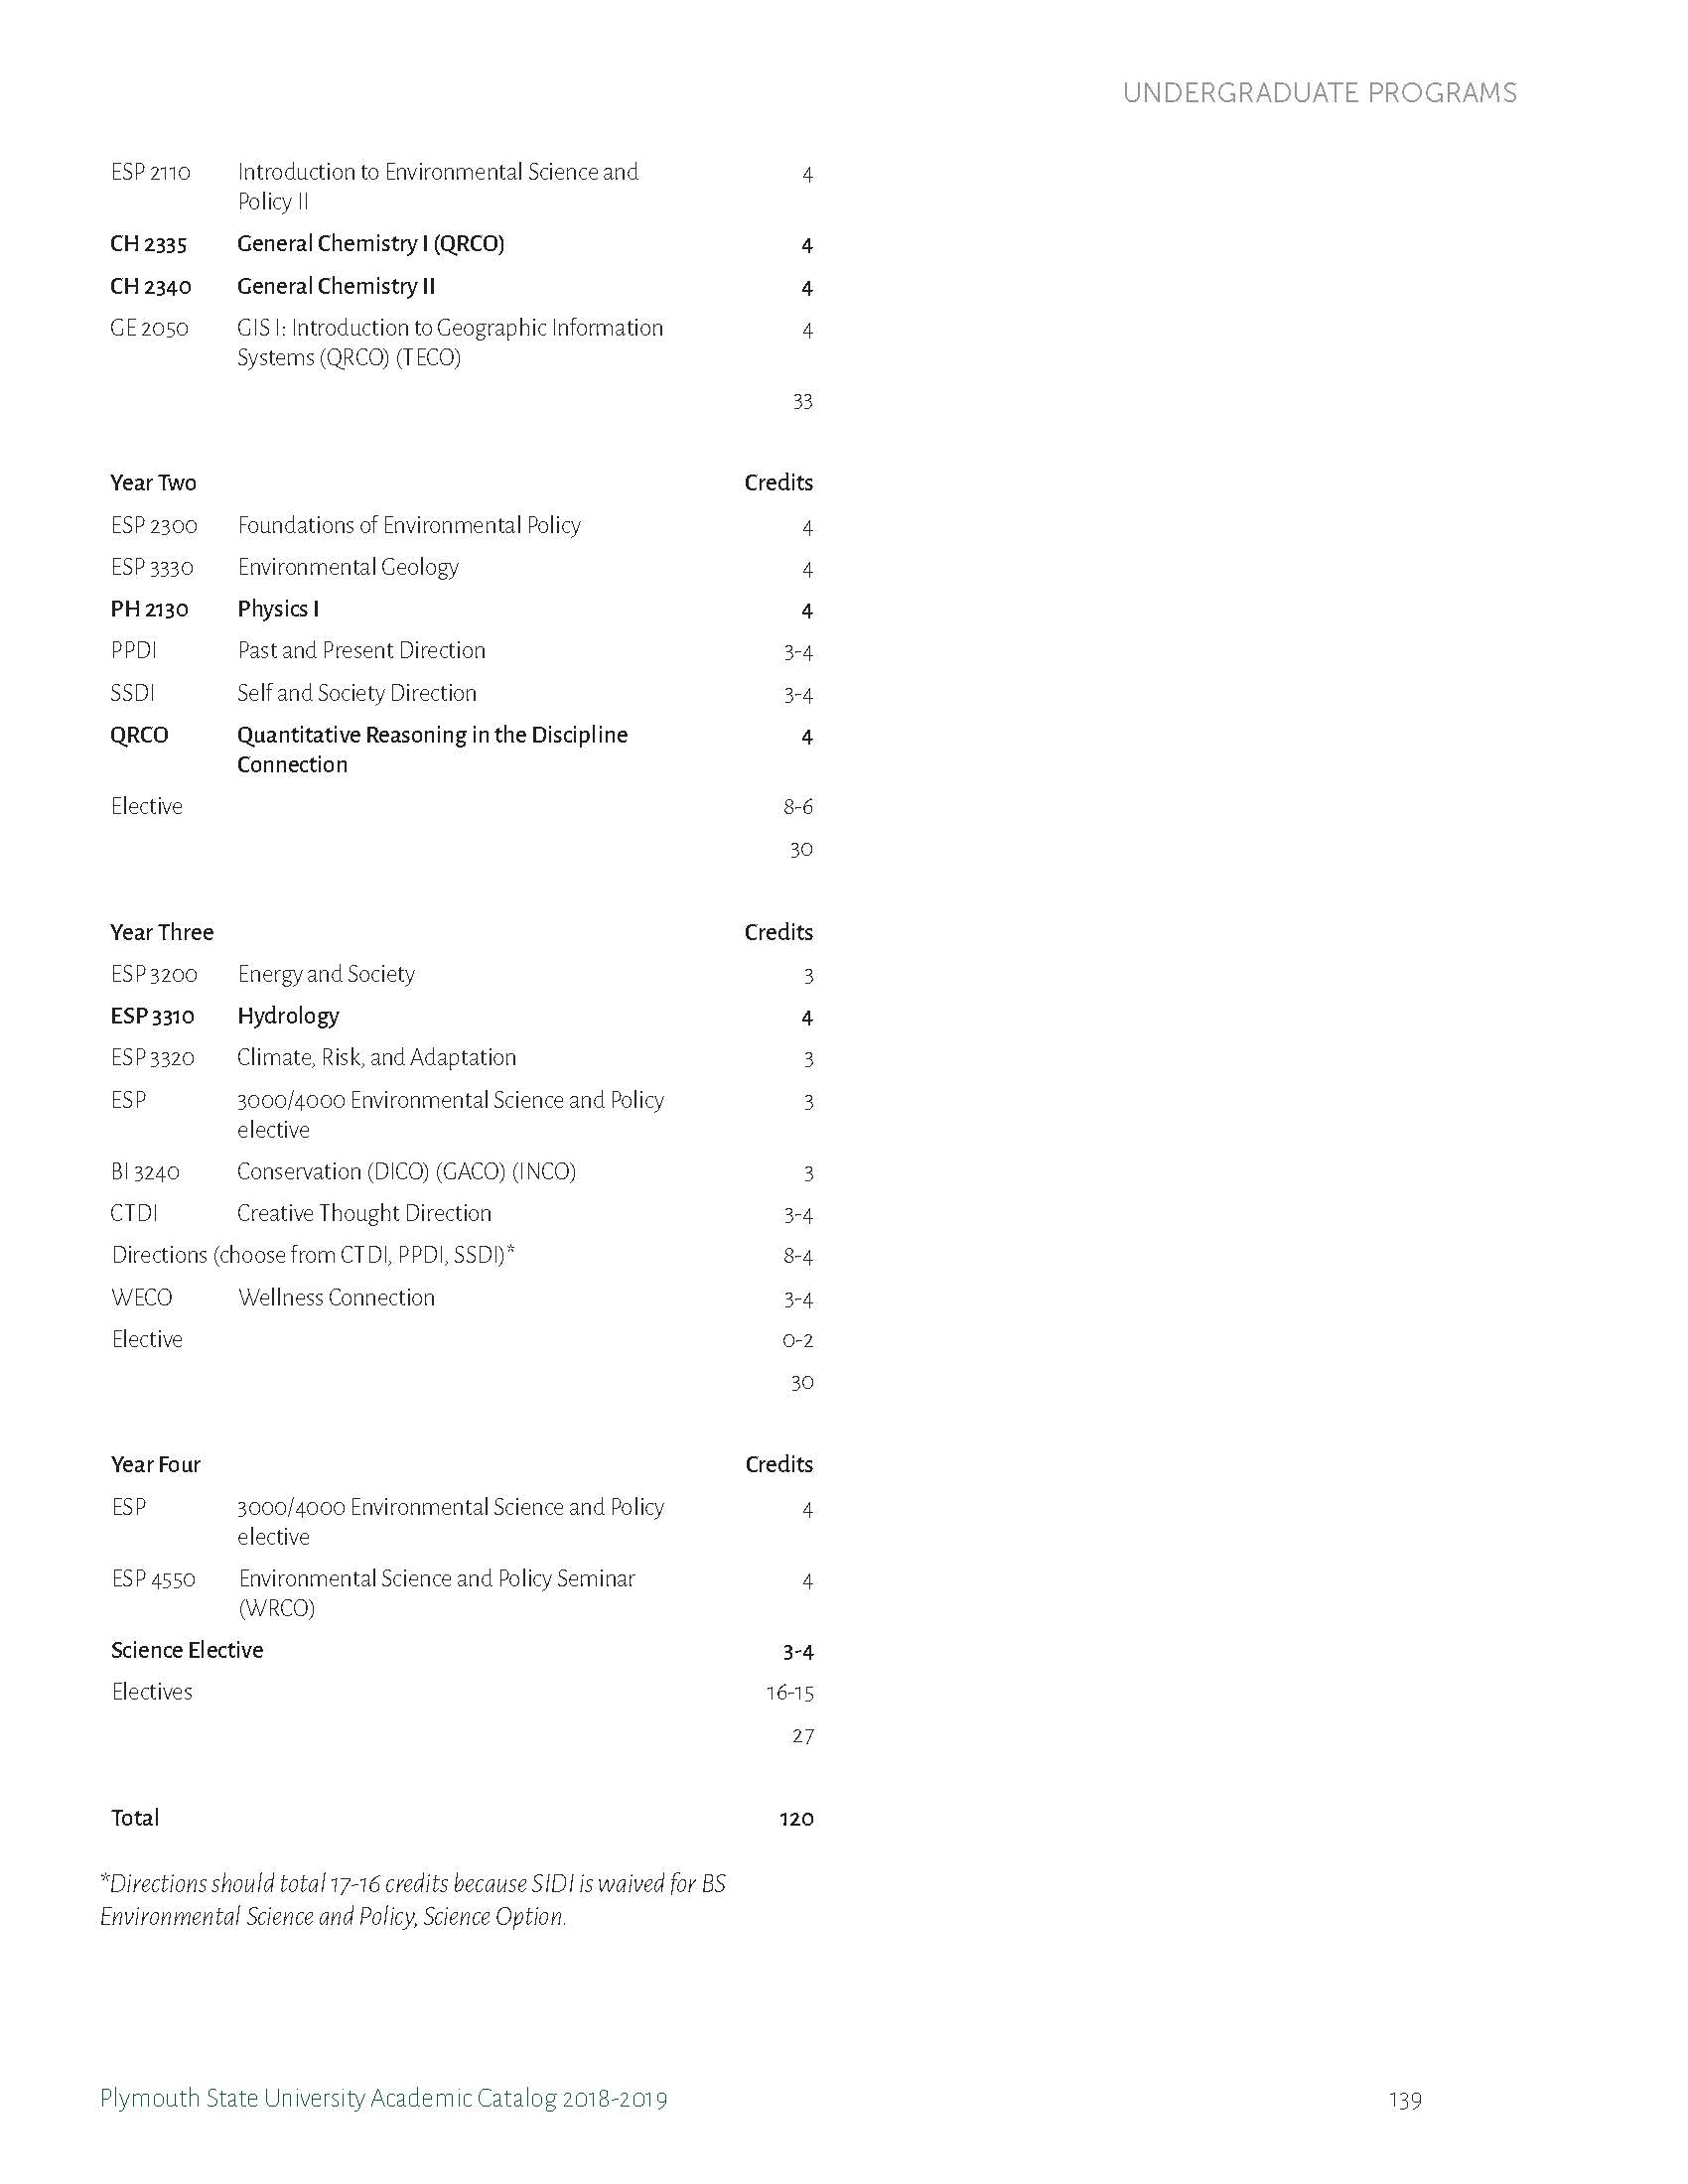 UNDERGRADUATE PROGRAMS
ESP 2110 Introduction to Environmental Science and 4
Policy II
CH 2335 General Chemistry I (QRCO) 4
CH 2340 General Chemistry II 4
GE 2050 GIS I: Introduction to Geographic Information 4
Systems (QRCO) (TECO)
33
Year Two Credits
ESP 2300 Foundations of Environmental Policy 4
ESP 3330 Environmental Geology 4
PH 2130 Physics I 4
PPDI Past and Present Direction 3-4
SSDI Self and Society Direction 3-4
QRCO Quantitative Reasoning in the Discipline 4
Connection
Elective 8-6
30
Year Three Credits
ESP 3200 Energy and Society 3
ESP 3310 Hydrology 4
ESP 3320 Climate, Risk, and Adaptation 3
ESP 3000/4000 Environmental Science and Policy 3
elective
BI 3240 Conservation (DICO) (GACO) (INCO) 3
CTDI Creative Thought Direction 3-4
Directions (choose from CTDI, PPDI, SSDI)* 8-4
WECO Wellness Connection 3-4
Elective 0-2
30
Year Four Credits
ESP 3000/4000 Environmental Science and Policy 4
elective
ESP 4550 Environmental Science and Policy Seminar 4
(WRCO)
Science Elective 3-4
Electives 16-15
27
Total 120
*Directions should total 17-16 credits because SIDI is waived for BS
Environmental Science and Policy, Science Option.
Plymouth State University Academic Catalog 2018-2019 139